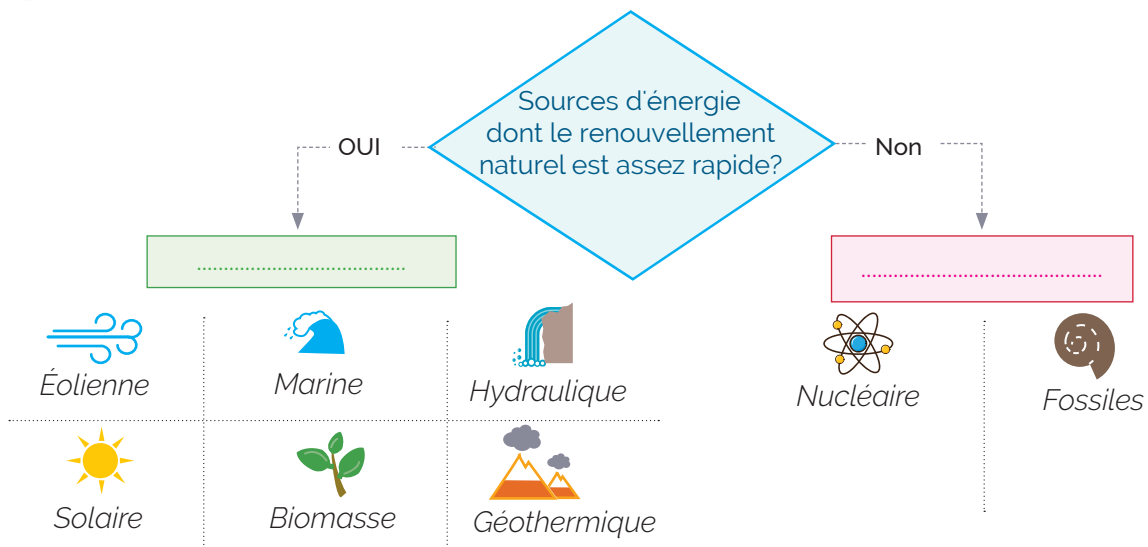 Sources d'énergie
dont le renouvellement
naturel est assez rapide?
OUI
Non
.......................................
.............................................
Éolienne
Marine
Hydraulique
Nucléaire
Fossiles
Solaire
Biomasse
Géothermique